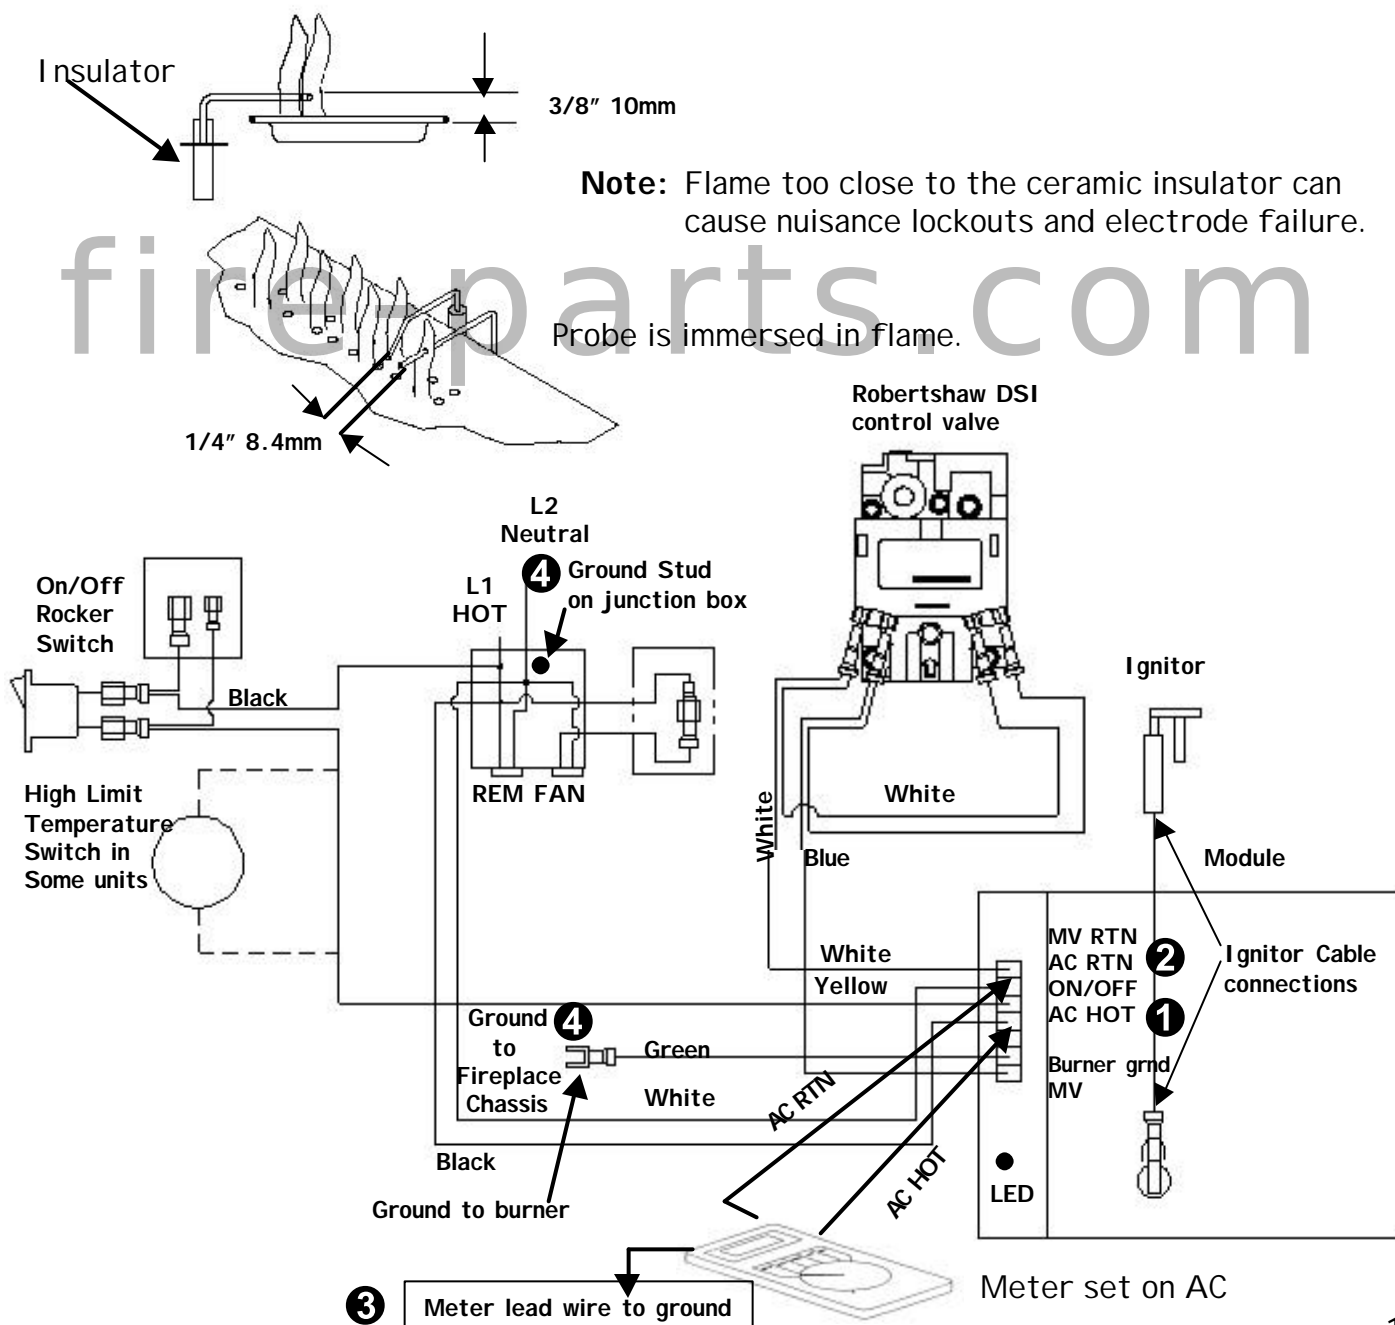 Insulator
3/8" 10mm
Note: Flame too close to the ceramic insulator can
cause nuisance lockouts and electrode failure.
fire-parts.com
Probe is immersed in flame.
1/4" 8.4mm
Robertshaw DSI
control valve
L2
Neutral
4 Ground Stud
on junction box
L1
HOT
On/Off
Rocker
Switch
Black
REM FAN
Ignitor
High Limit
Temperature
Switch in
Some units
White
White
Blue
Module
MV RTN
AC RTN 2
ON/OFF
AC HOT 1
Burner grnd
MV
Ignitor Cable
connections
White
Yellow
Ground 4
to
Fireplace
Chassis
Green
White
AC RTN
AC HOT
Black
LED
Ground to burner
Meter set on AC
3 Meter lead wire to ground